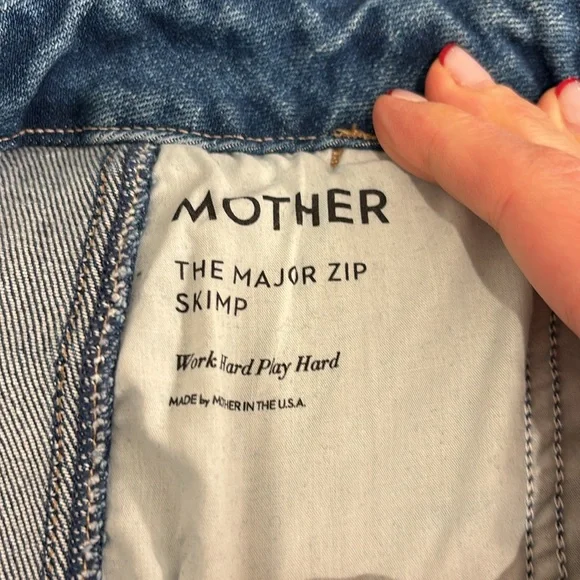 MOTHER
THE MAJOR ZIP
SKIMP
Work Hard Play Hard
MADE by MOTHER IN THE U.S.A.